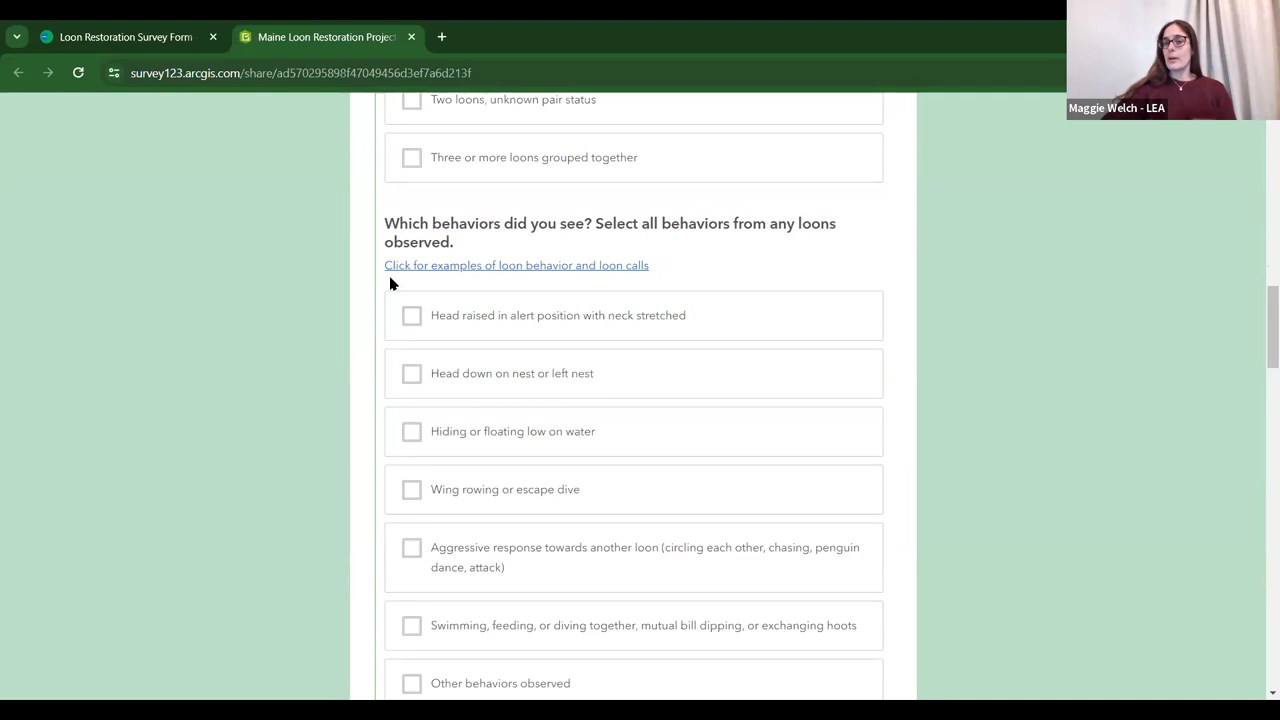 Loon Restoration Survey Form
Maine Loon Restoration Project
survey123.arcgis.com/share/ad570295898f47049456d3ef7a6d213f
Maggie Welch - LEA
Two loons, unknown pair status
Three or more loons grouped together
Which behaviors did you see? Select all behaviors from any loons
observed.
Click for examples of loon behavior and loon calls
Head raised in alert position with neck stretched
Head down on nest or left nest
Hiding or floating low on water
Wing rowing or escape dive
Aggressive response towards another loon (circling each other, chasing, penguin
dance, attack)
Swimming, feeding, or diving together, mutual bill dipping, or exchanging hoots
Other behaviors observed